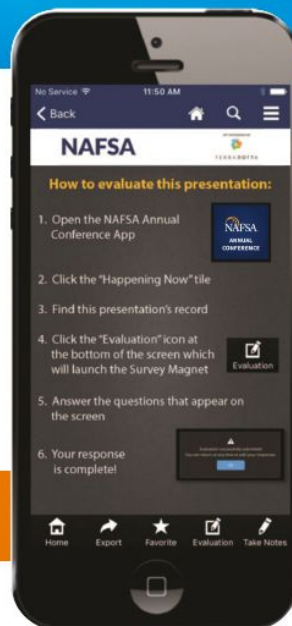 No Service 11:50 AM
Back
NAFSA
TERRADOTTA
How to evaluate this presentation:
1. Open the NAFSA Annual
Conference App
NAFSA
ANNUAL
CONFERENCE
2. Click the "Happening Now" tile
3. Find this presentation's record
4. Click the "Evaluation" icon at
the bottom of the screen which
will launch the Survey Magnet
Evaluation
5. Answer the questions that appear on
the screen
6. Your response
is complete!
Home Export Favorite Evaluation Take Notes